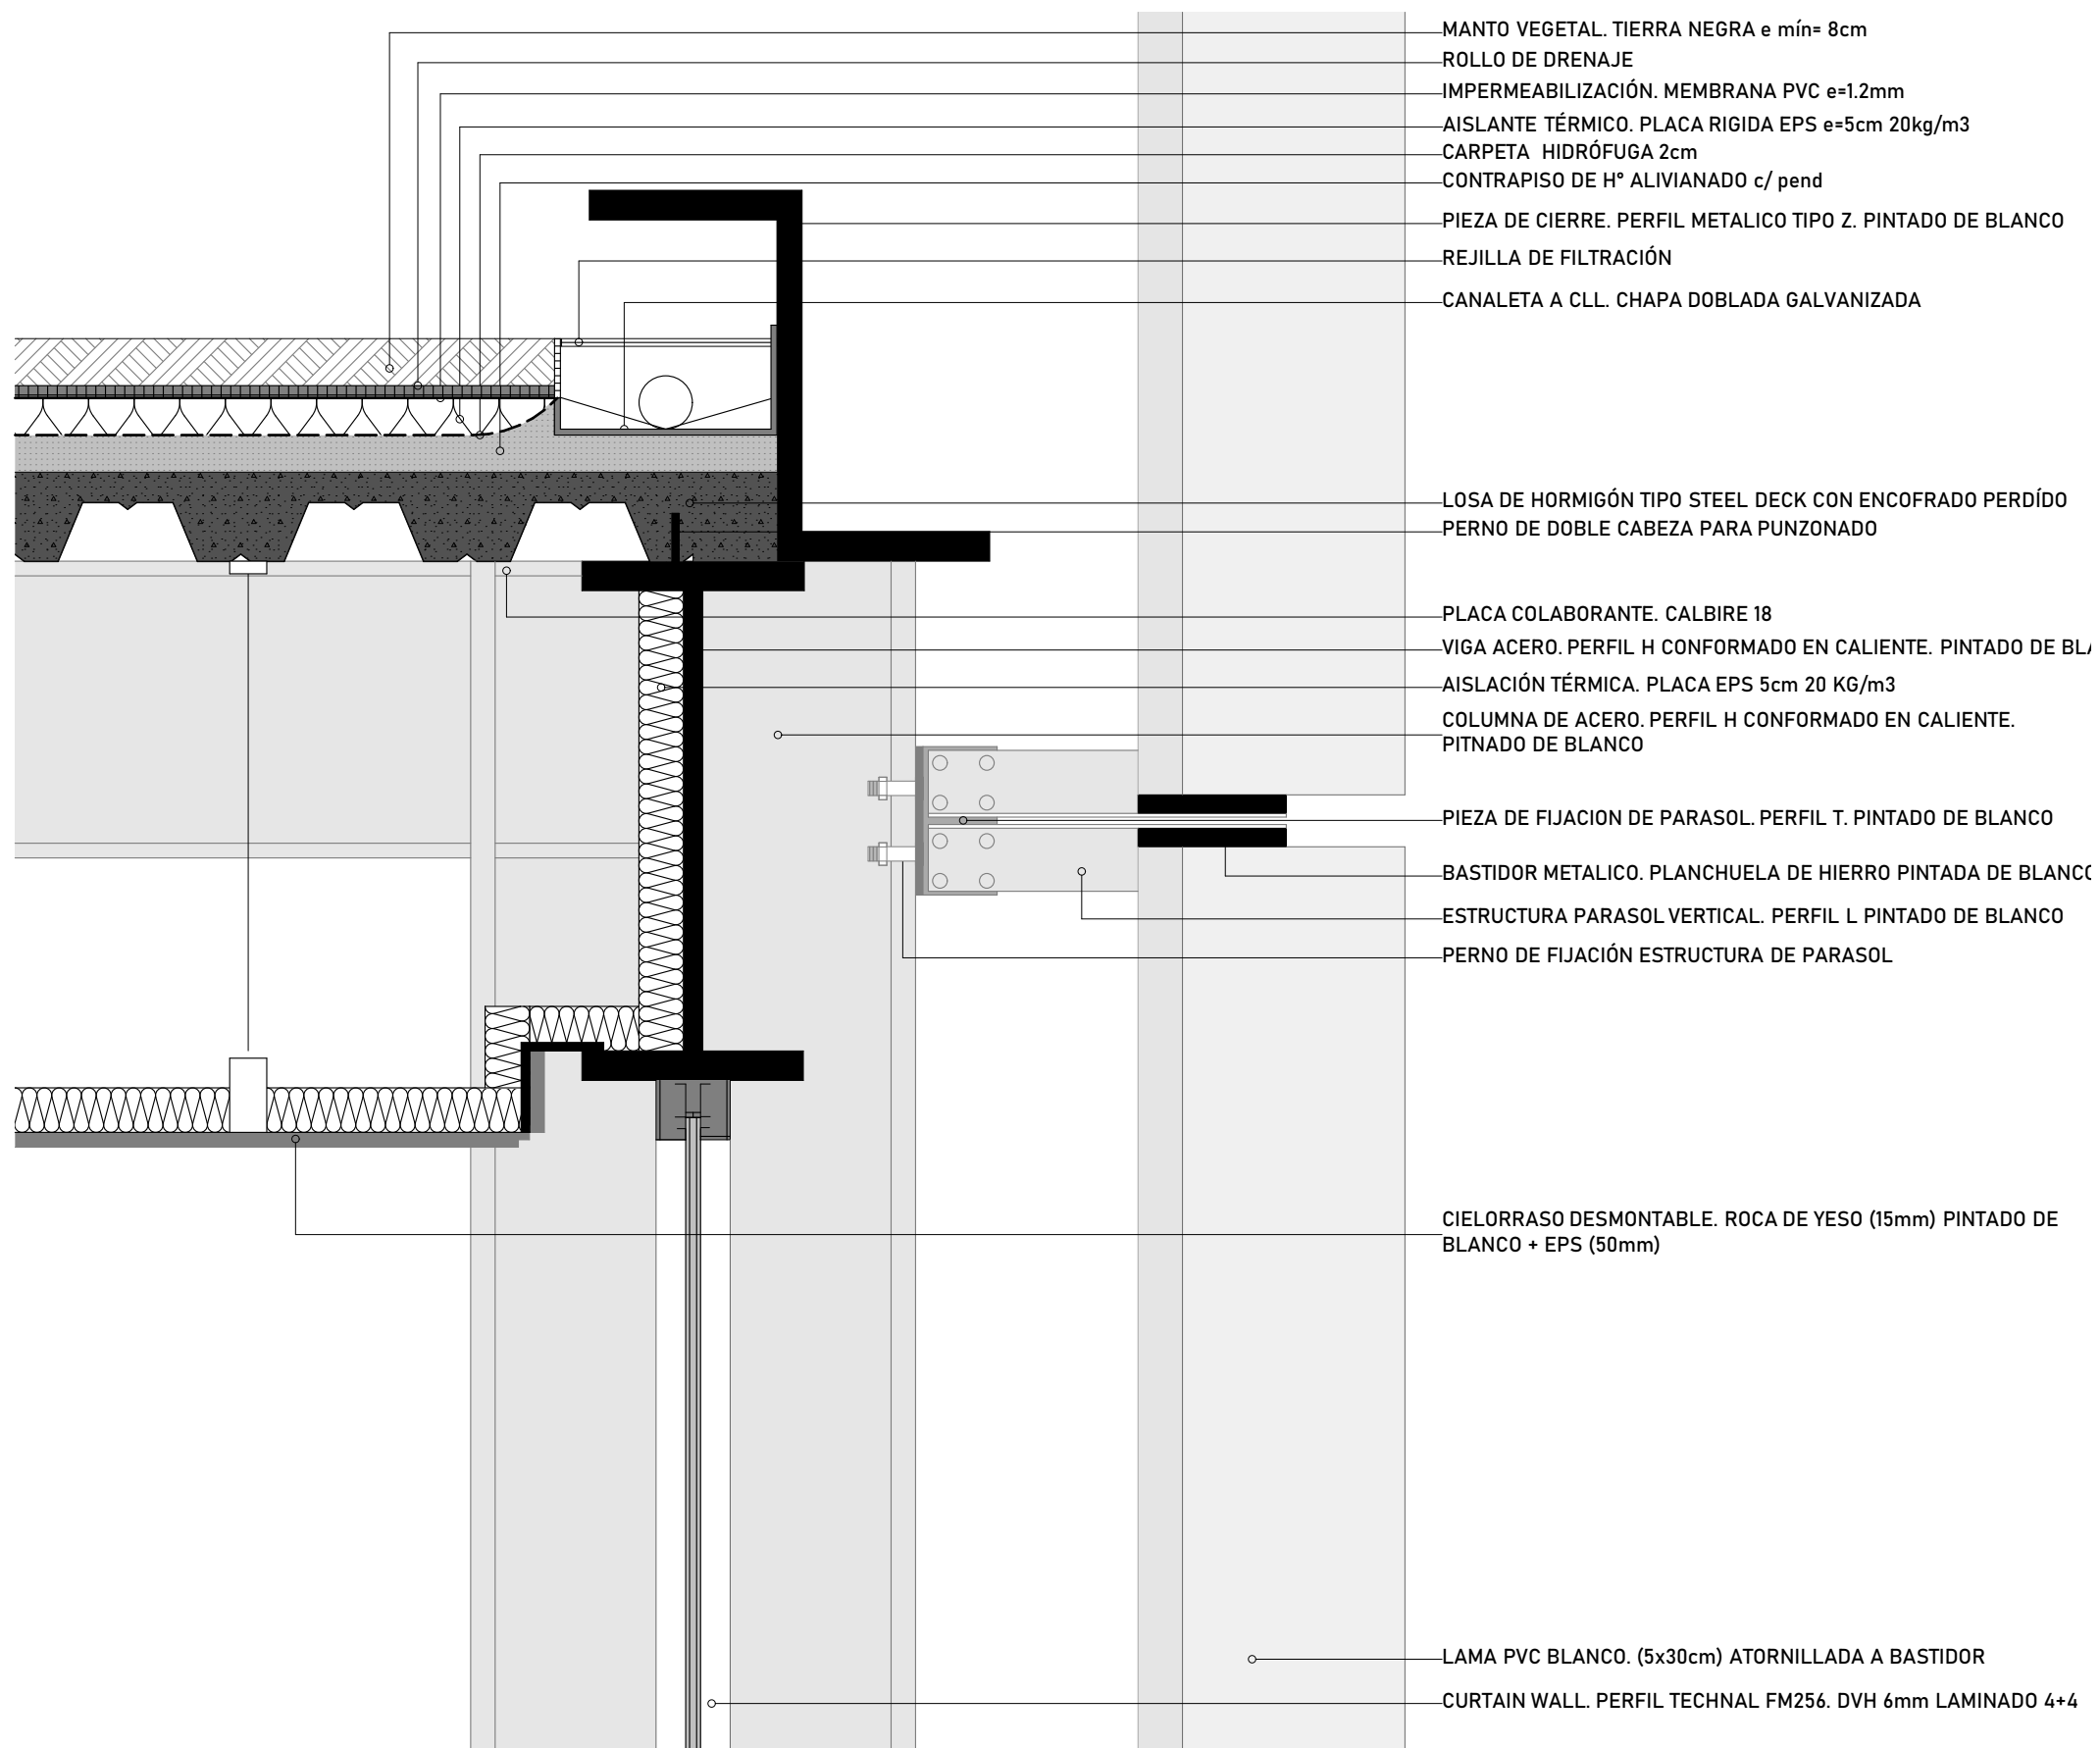 MANTO VEGETAL. TIERRA NEGRA e mín= 8cm
ROLLO DE DRENAJE
IMPERMEABILIZACIÓN. MEMBRANA PVC e=1.2mm
AISLANTE TÉRMICO. PLACA RIGIDA EPS e=5cm 20kg/m3
CARPETA HIDRÓFUGA 2cm
CONTRAPISO DE Hº ALIVIANADO c/ pend
PIEZA DE CIERRE. PERFIL METALICO TIPO Z. PINTADO DE BLANCO
REJILLA DE FILTRACIÓN
CANALETA A CLL. CHAPA DOBLADA GALVANIZADA
LOSA DE HORMIGÓN TIPO STEEL DECK CON ENCOFRADO PERDÍDO
PERNO DE DOBLE CABEZA PARA PUNZONADO
PLACA COLABORANTE. CALBIRE 18
VIGA ACERO. PERFIL H CONFORMADO EN CALIENTE. PINTADO DE
AISLACIÓN TÉRMICA. PLACA EPS 5cm 20 KG/m3
COLUMNA DE ACERO. PERFIL H CONFORMADO EN CALIENTE.
PITNADO DE BLANCO
PIEZA DE FIJACION DE PARASOL. PERFIL T. PINTADO DE BLANCO
BASTIDOR METALICO. PLANCHUELA DE HIERRO PINTADA DE BLANCO
ESTRUCTURA PARASOL VERTICAL. PERFIL L PINTADO DE BLANCO
PERNO DE FIJACIÓN ESTRUCTURA DE PARASOL
CIELORRASO DESMONTABLE. ROCA DE YESO (15mm) PINTADO DE
BLANCO + EPS (50mm)
LAMA PVC BLANCO. (5x30cm) ATORNILLADA A BASTIDOR
CURTAIN WALL. PERFIL TECHNAL FM256. DVH 6mm LAMINADO 4+4